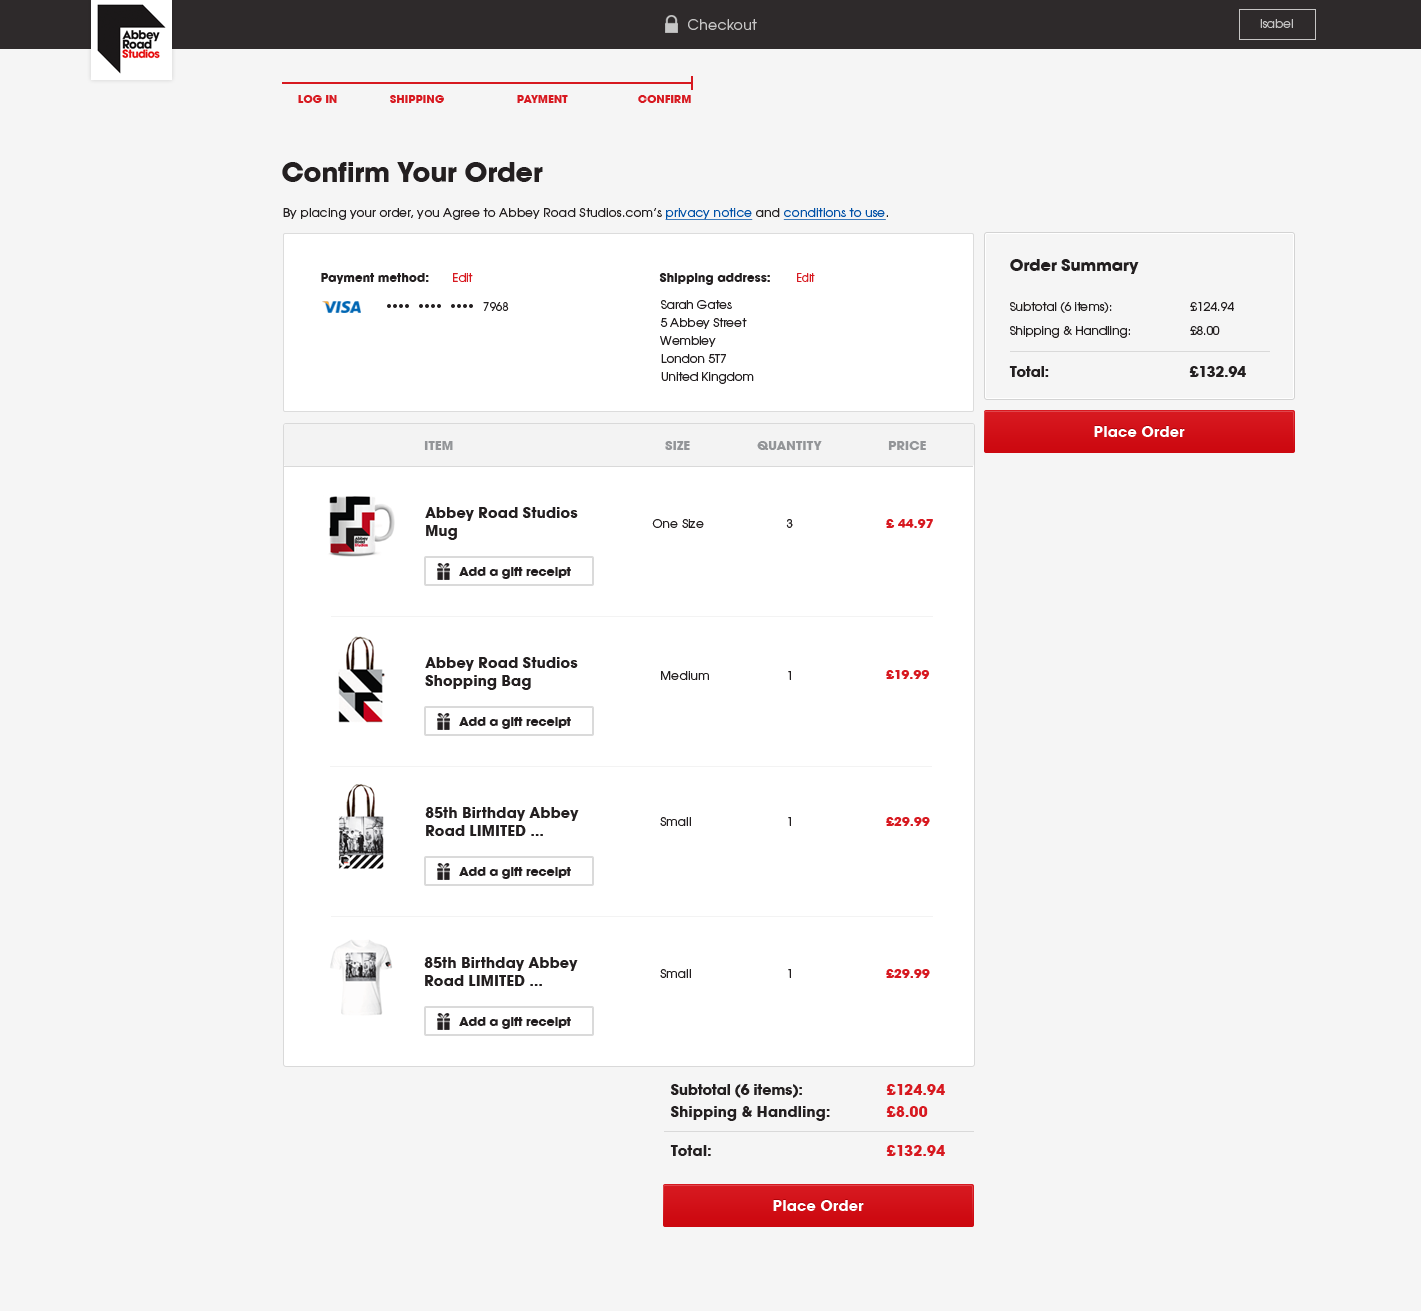 Abbey
Road
Studios
Checkout
Isabel
LOG IN SHIPPING PAYMENT CONFIRM
Confirm Your Order
By placing your order, you Agree to Abbey Road Studios.com's privacy notice and conditions to use.
Payment method: Edit
VISA •••• •••• •••• 7968
Shipping address: Edit
Sarah Gates
5 Abbey Street
Wembley
London 5T7
United Kingdom
Order Summary
Subtotal (6 items): £124.94
Shipping & Handling: £8.00
Total: £132.94
Place Order
ITEM SIZE QUANTITY PRICE
Abbey
Road
Studios
Abbey Road Studios
Mug
One Size 3 £ 44.97
Add a gift receipt
Abbey Road Studios
Shopping Bag
Medium 1 £19.99
Add a gift receipt
85th Birthday Abbey
Road LIMITED ...
Small 1 £29.99
Add a gift receipt
85th Birthday Abbey
Road LIMITED ...
Small 1 £29.99
Add a gift receipt
Subtotal (6 items): £124.94
Shipping & Handling: £8.00
Total: £132.94
Place Order